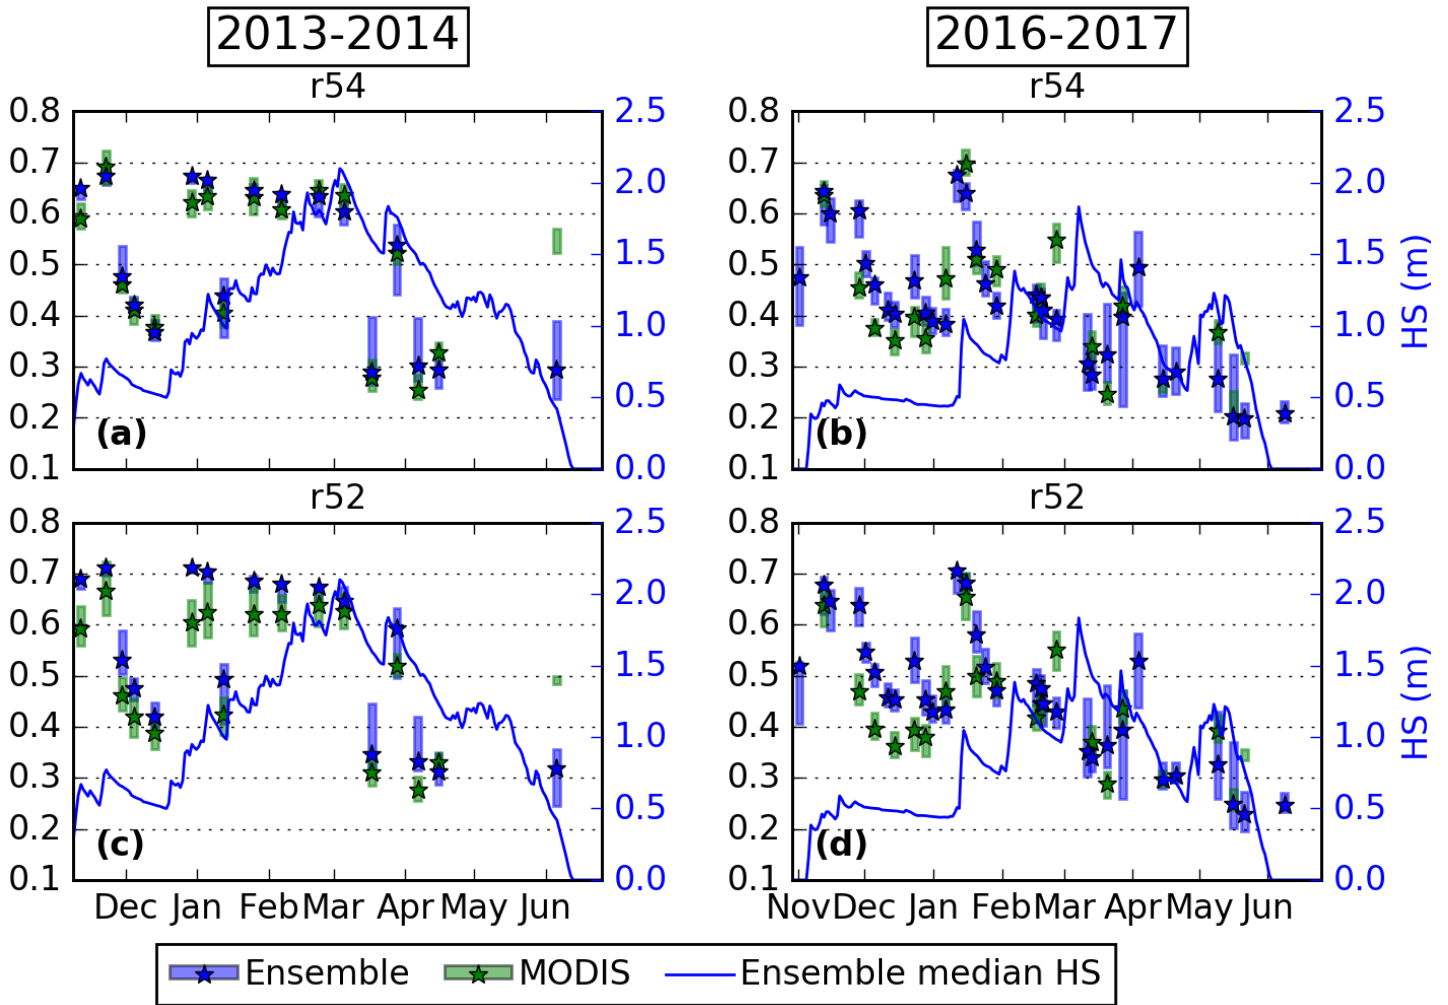 2013-2014 2016-2017
r54 r54
0.8 2.5 0.8 2.5
0.7 2.0 0.7 2.0
0.6 0.6
0.5 1.5 0.5 1.5
0.4 1.0 0.4 1.0 HS (m)
0.3 0.5 0.3 0.5
0.2 (a) 0.2 (b)
0.1 0.0 0.1 0.0
r52 r52
0.8 2.5 0.8 2.5
0.7 2.0 0.7 2.0
0.6 0.6
0.5 1.5 0.5 1.5
0.4 1.0 0.4 1.0 HS (m)
0.3 0.5 0.3 0.5
0.2 (c) 0.2 (d)
0.1 0.0 0.1 0.0
Dec Jan Feb Mar Apr May Jun Nov Dec Jan Feb Mar Apr May Jun
Ensemble MODIS Ensemble median HS